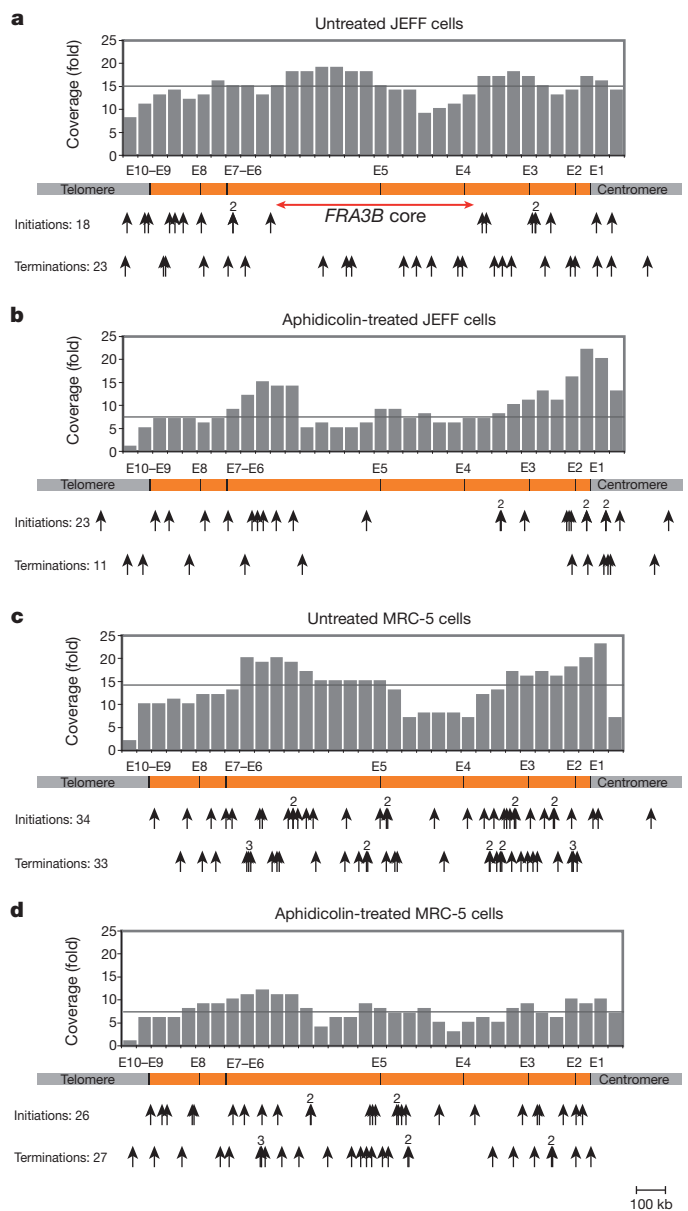 a
Untreated JEFF cells
Coverage (fold)
25
20
15
10
5
0
E10–E9 E8 E7–E6 E5 E4 E3 E2 E1
Telomere Centromere
FRA3B core
Initiations: 18
2 2
Terminations: 23
b
Aphidicolin-treated JEFF cells
Coverage (fold)
25
20
15
10
5
0
E10–E9 E8 E7–E6 E5 E4 E3 E2 E1
Telomere Centromere
Initiations: 23
2 2 2
Terminations: 11
c
Untreated MRC-5 cells
Coverage (fold)
25
20
15
10
5
0
E10–E9 E8 E7–E6 E5 E4 E3 E2 E1
Telomere Centromere
Initiations: 34
2 2 2 2
Terminations: 33
3 2 2 2 3
d
Aphidicolin-treated MRC-5 cells
Coverage (fold)
25
20
15
10
5
0
E10–E9 E8 E7–E6 E5 E4 E3 E2 E1
Telomere Centromere
Initiations: 26
2 2
Terminations: 27
3 2 2
100 kb